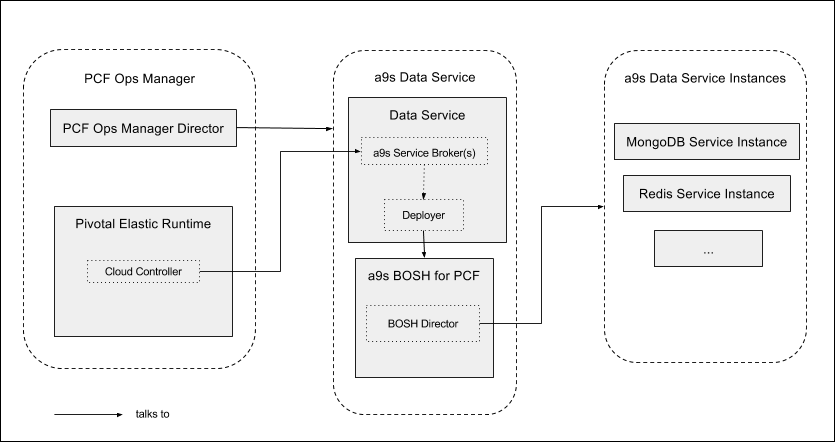 PCF Ops Manager
PCF Ops Manager Director
Pivotal Elastic Runtime
Cloud Controller
talks to
a9s Data Service
Data Service
a9s Service Broker(s)
Deployer
a9s BOSH for PCF
BOSH Director
a9s Data Service Instances
MongoDB Service Instance
Redis Service Instance
...